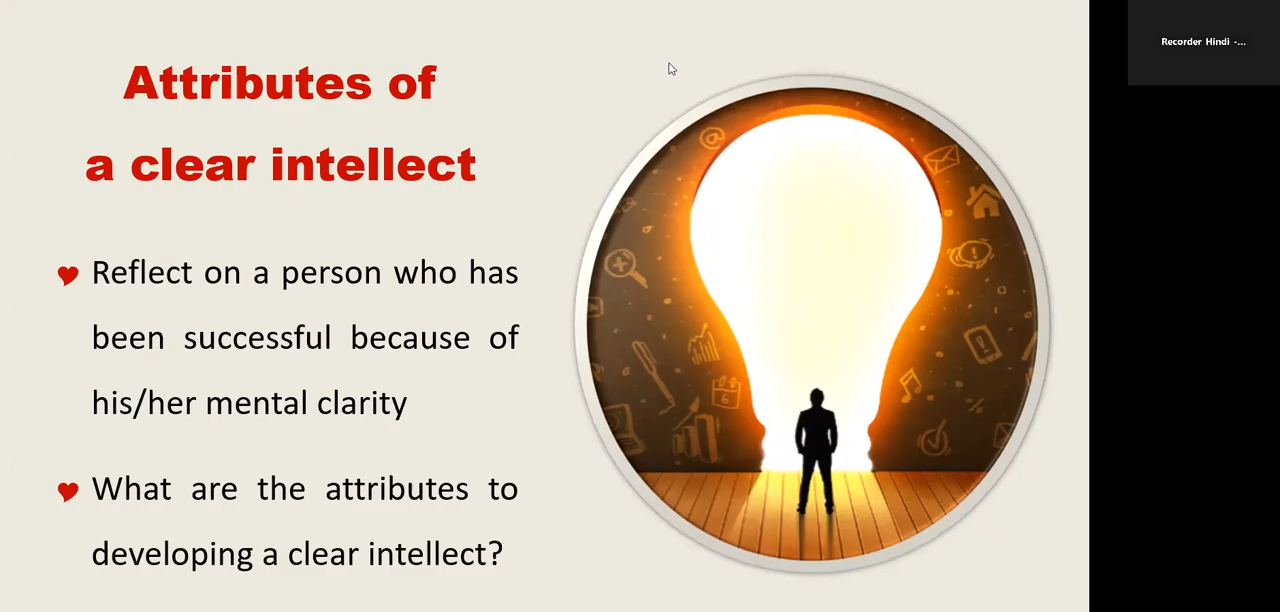 Attributes of
a clear intellect
Reflect on a person who has
been successful because of
his/her mental clarity
What are the attributes to
developing a clear intellect?
Recorder Hindi -...
@
6
%